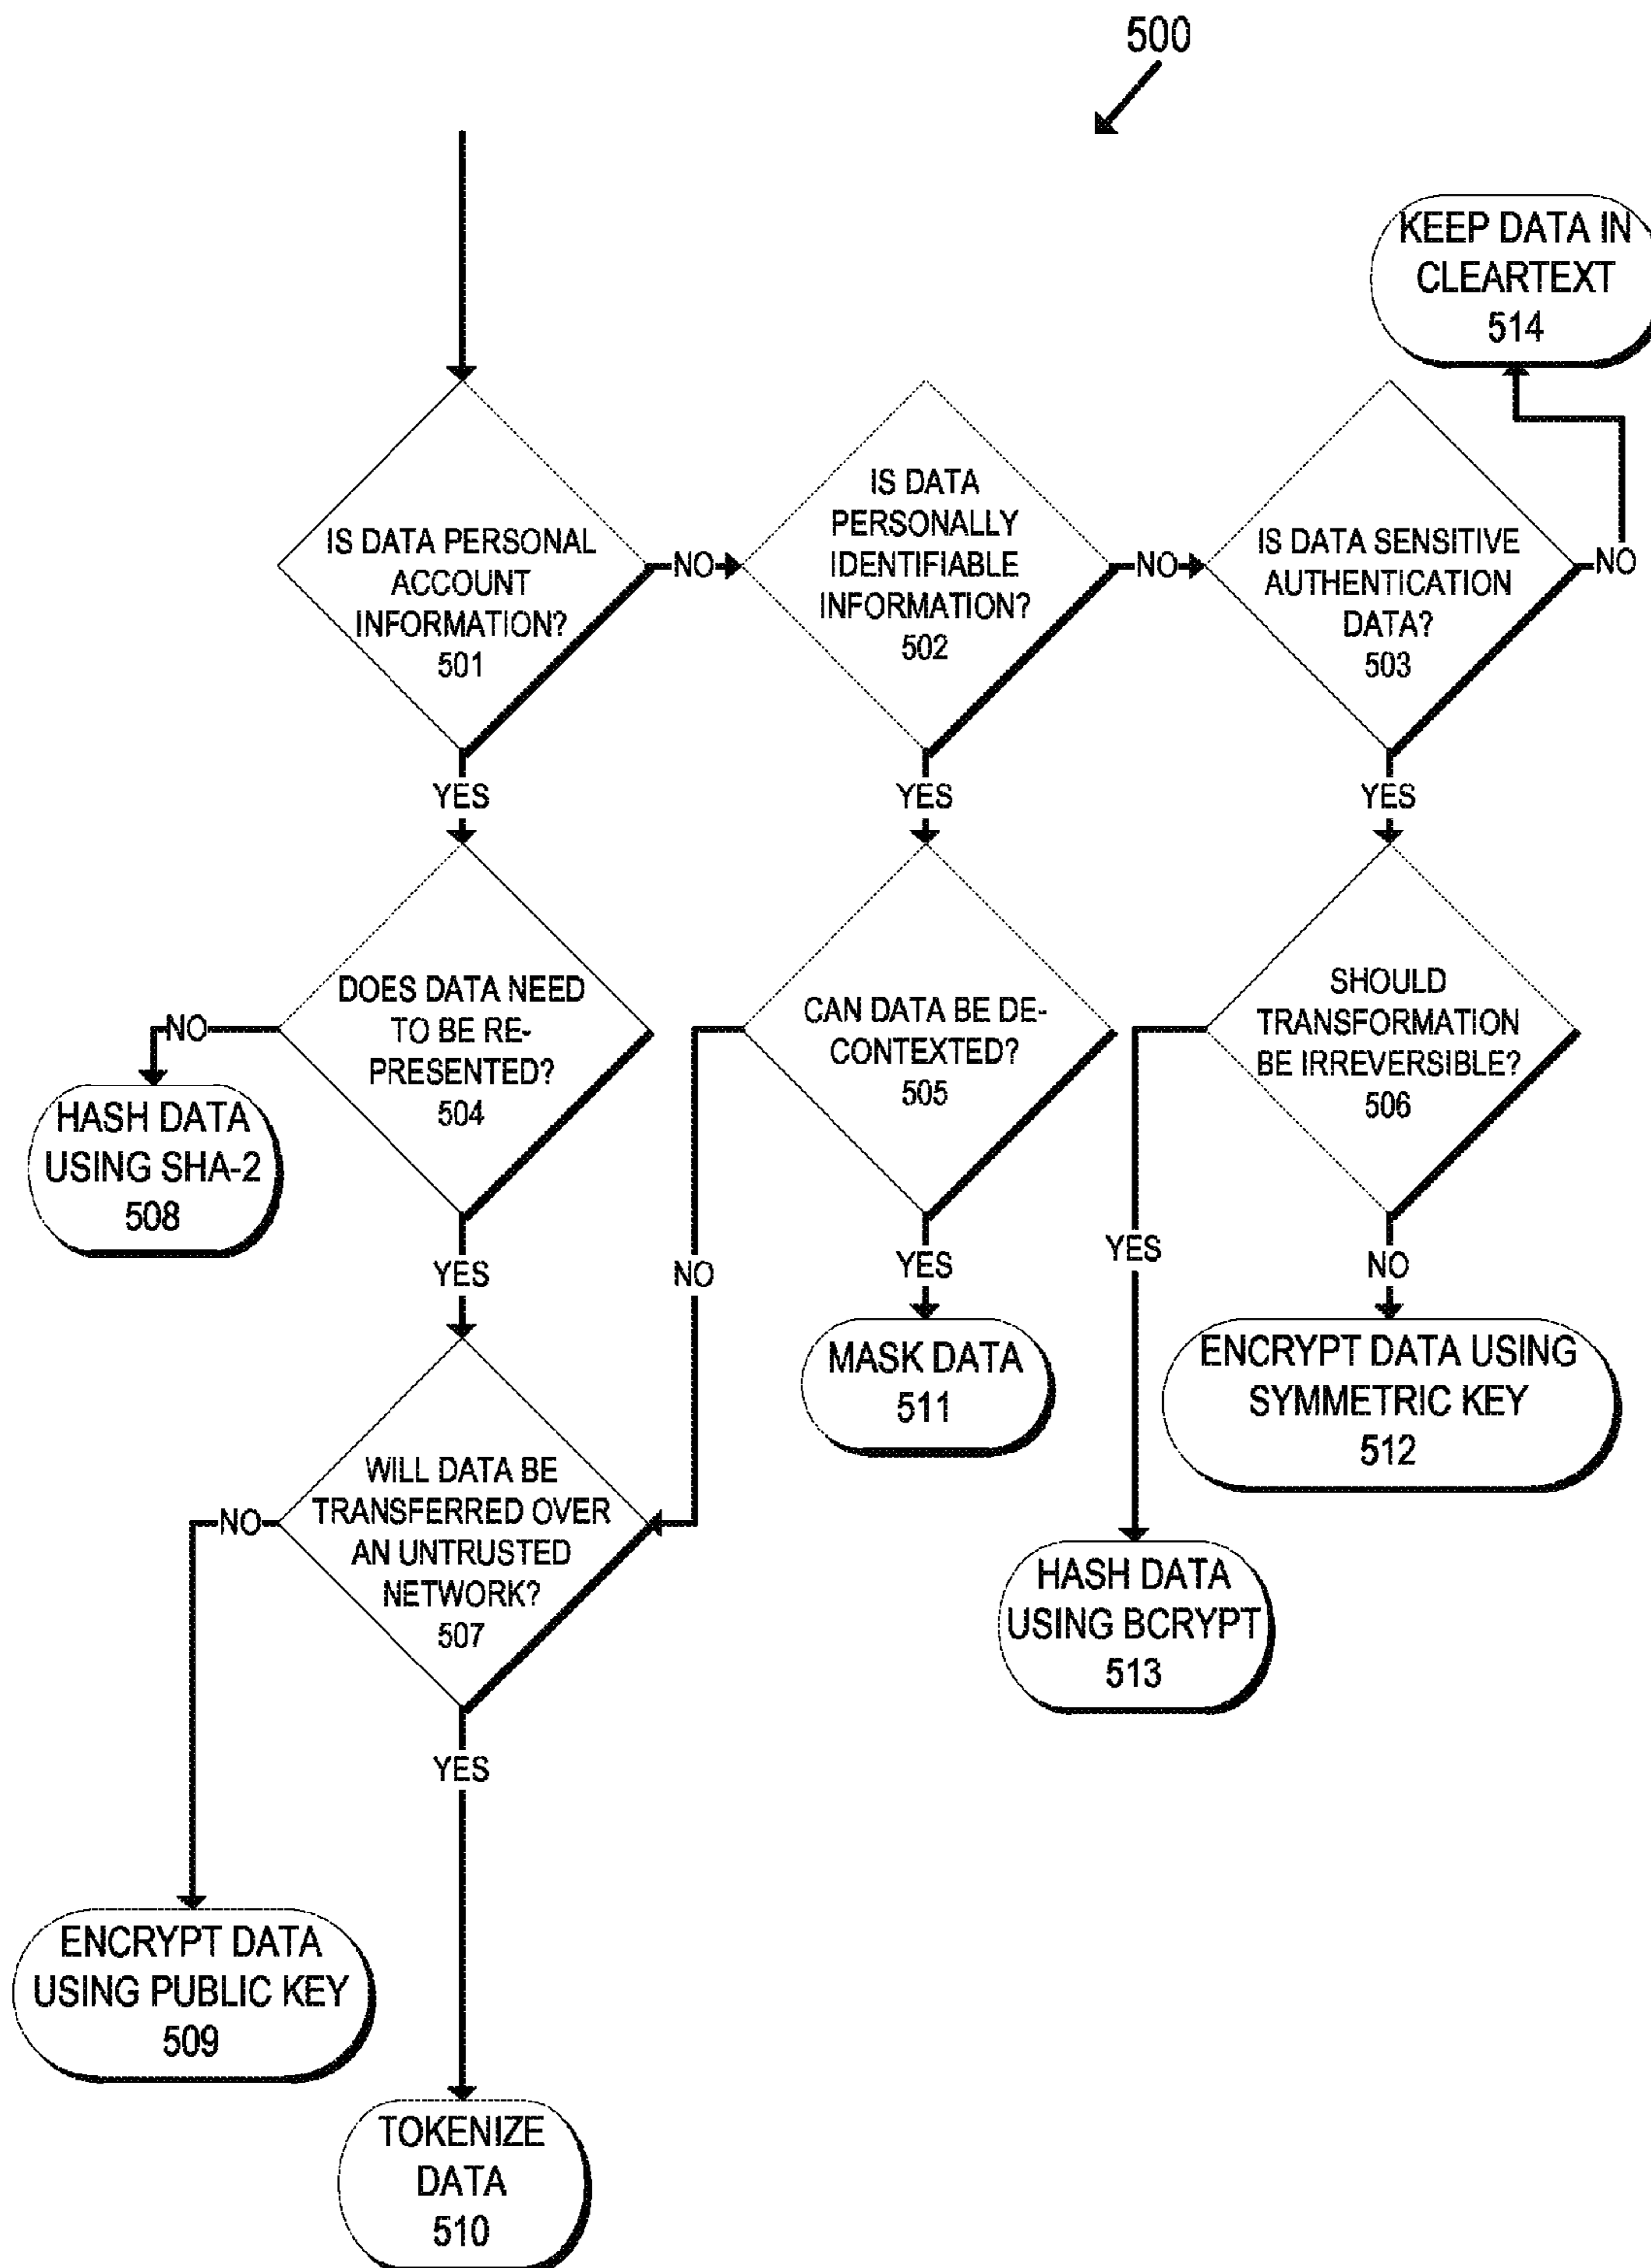 500
KEEP DATA IN
CLEARTEXT
514
IS DATA PERSONAL
ACCOUNT
INFORMATION?
501
NO
IS DATA
PERSONALLY
IDENTIFIABLE
INFORMATION?
502
NO
IS DATA SENSITIVE
AUTHENTICATION
DATA?
503
NO
YES
YES
YES
DOES DATA NEED
TO BE RE-
PRESENTED?
504
CAN DATA BE DE-
CONTEXTED?
505
SHOULD
TRANSFORMATION
BE IRREVERSIBLE?
506
NO
HASH DATA
USING SHA-2
508
YES
NO
YES
YES
NO
MASK DATA
511
ENCRYPT DATA USING
SYMMETRIC KEY
512
WILL DATA BE
TRANSFERRED OVER
AN UNTRUSTED
NETWORK?
507
NO
HASH DATA
USING BCRYPT
513
YES
ENCRYPT DATA
USING PUBLIC KEY
509
TOKENIZE
DATA
510